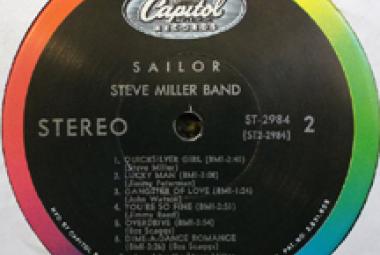 Capitol
RECORDS
SAILOR
STEVE MILLER BAND
STEREO
ST-2984
[ST2-2984]
2
1. QUICKSILVER GIRL (BMI-2:41)
(Steve Miller)
2. LUCKY MAN (BMI-3:08)
(Jimmy Peterman)
3. GANGSTER OF LOVE (BMI-1:24)
(John Watson)
4. YOU'RE SO FINE (BMI-2:51)
(Jimmy Reed)
5. OVERDRIVE (BMI-3:54)
(Boz Scaggs)
6. DIME-A-DANCE ROMANCE
(BMI-3:26) (Boz Scaggs)
MFD. BY CAPITOL